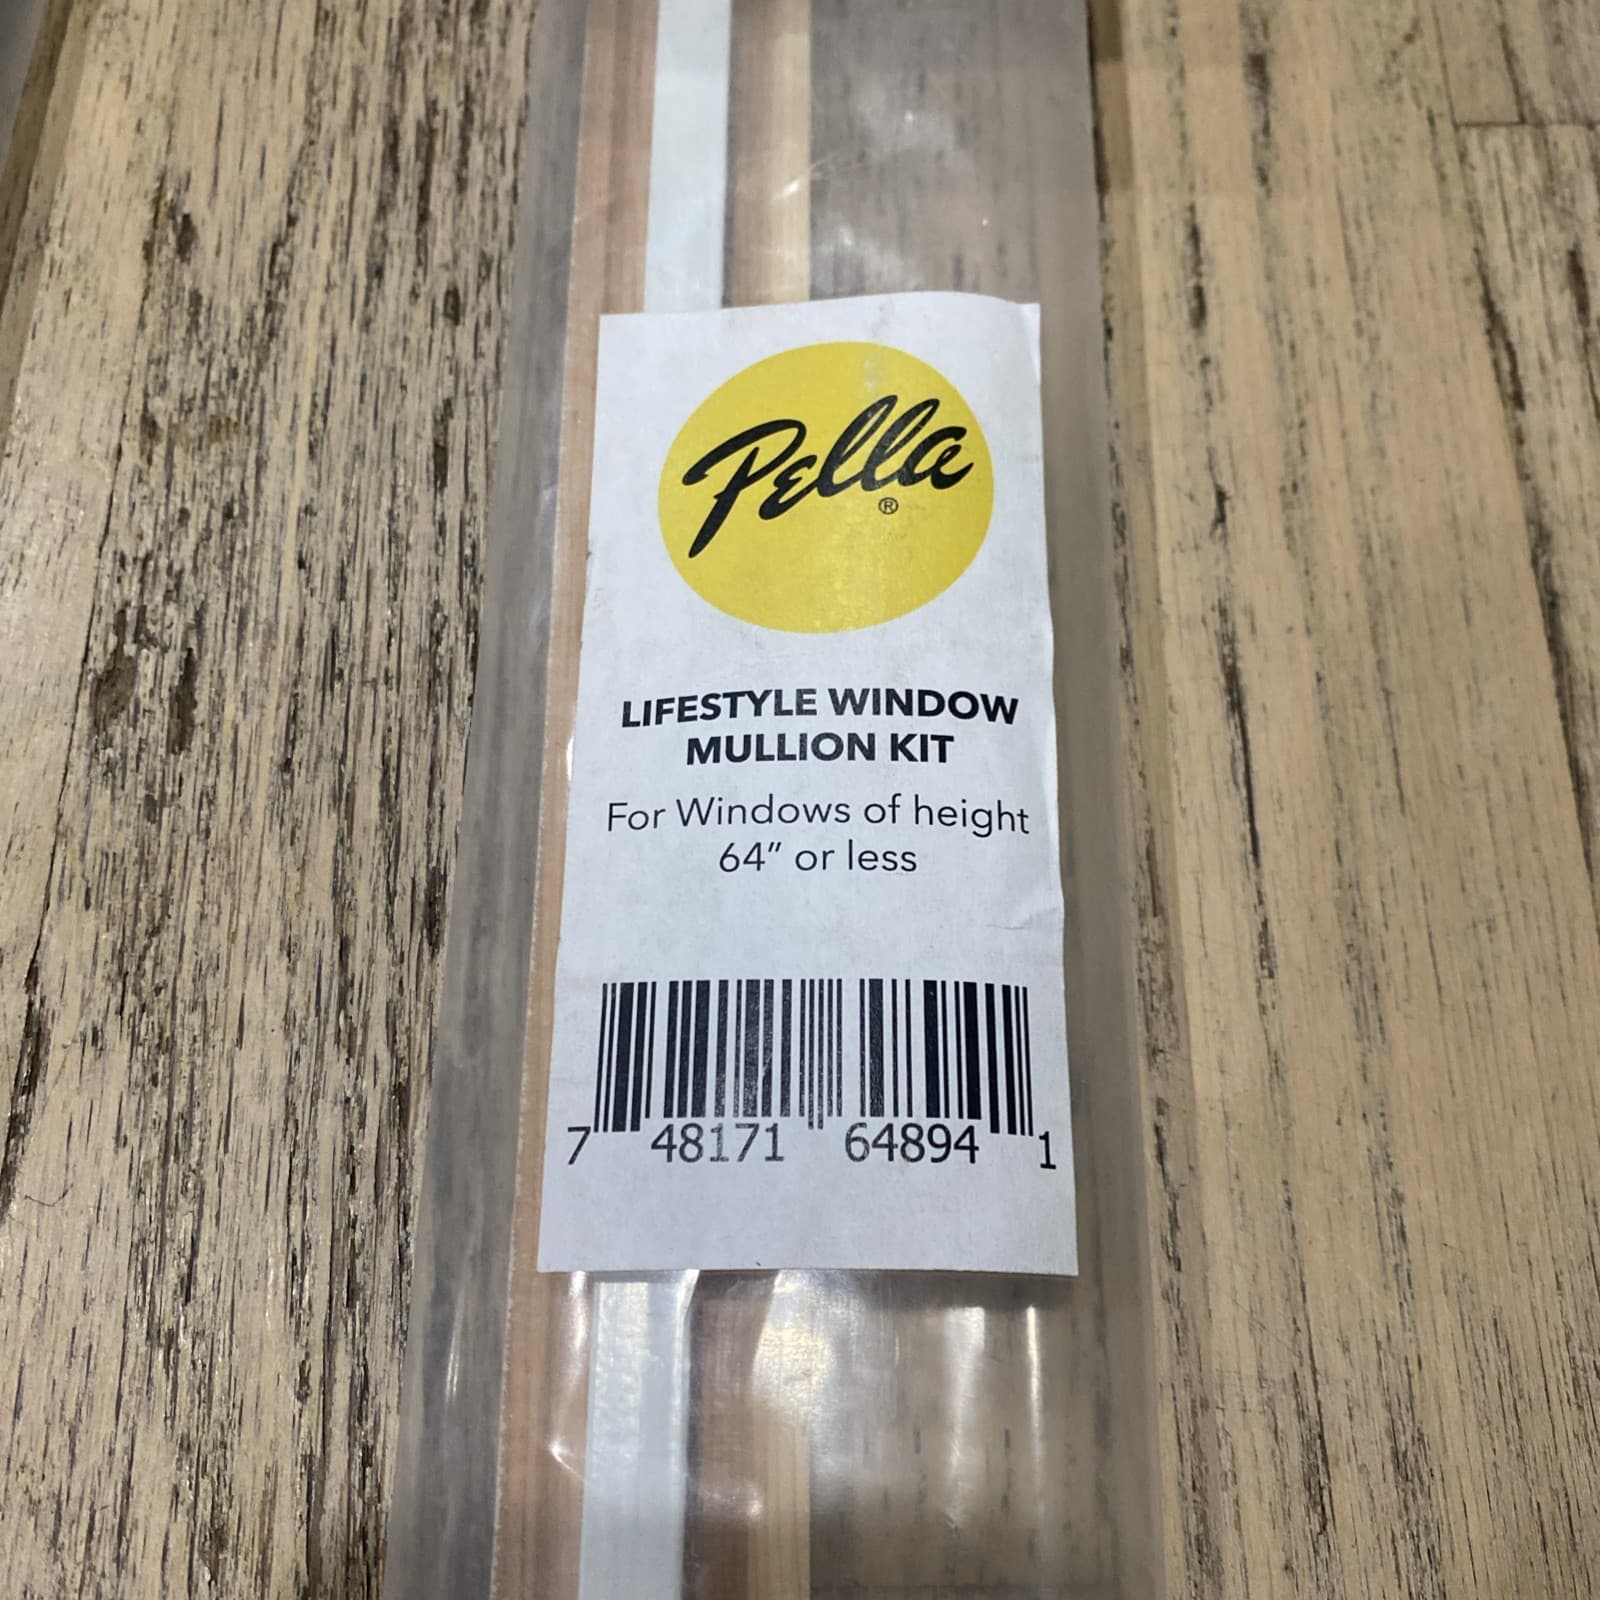 Pella®
LIFESTYLE WINDOW
MULLION KIT
For Windows of height
64" or less
7 48171 64894 1